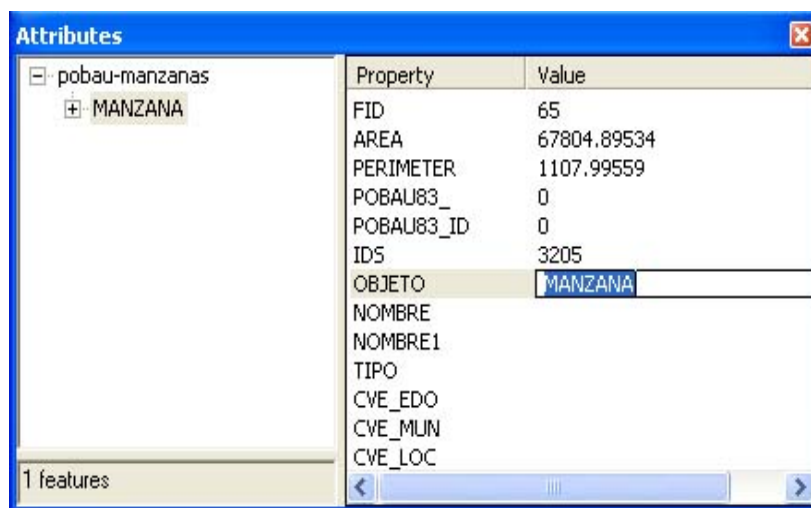 Attributes
pobau-manzanas
MANZANA
1 features
Property Value
FID 65
AREA 67804.89534
PERIMETER 1107.99559
POBAU83_ 0
POBAU83_ID 0
IDS 3205
OBJETO MANZANA
NOMBRE
NOMBRE1
TIPO
CVE_EDO
CVE_MUN
CVE_LOC